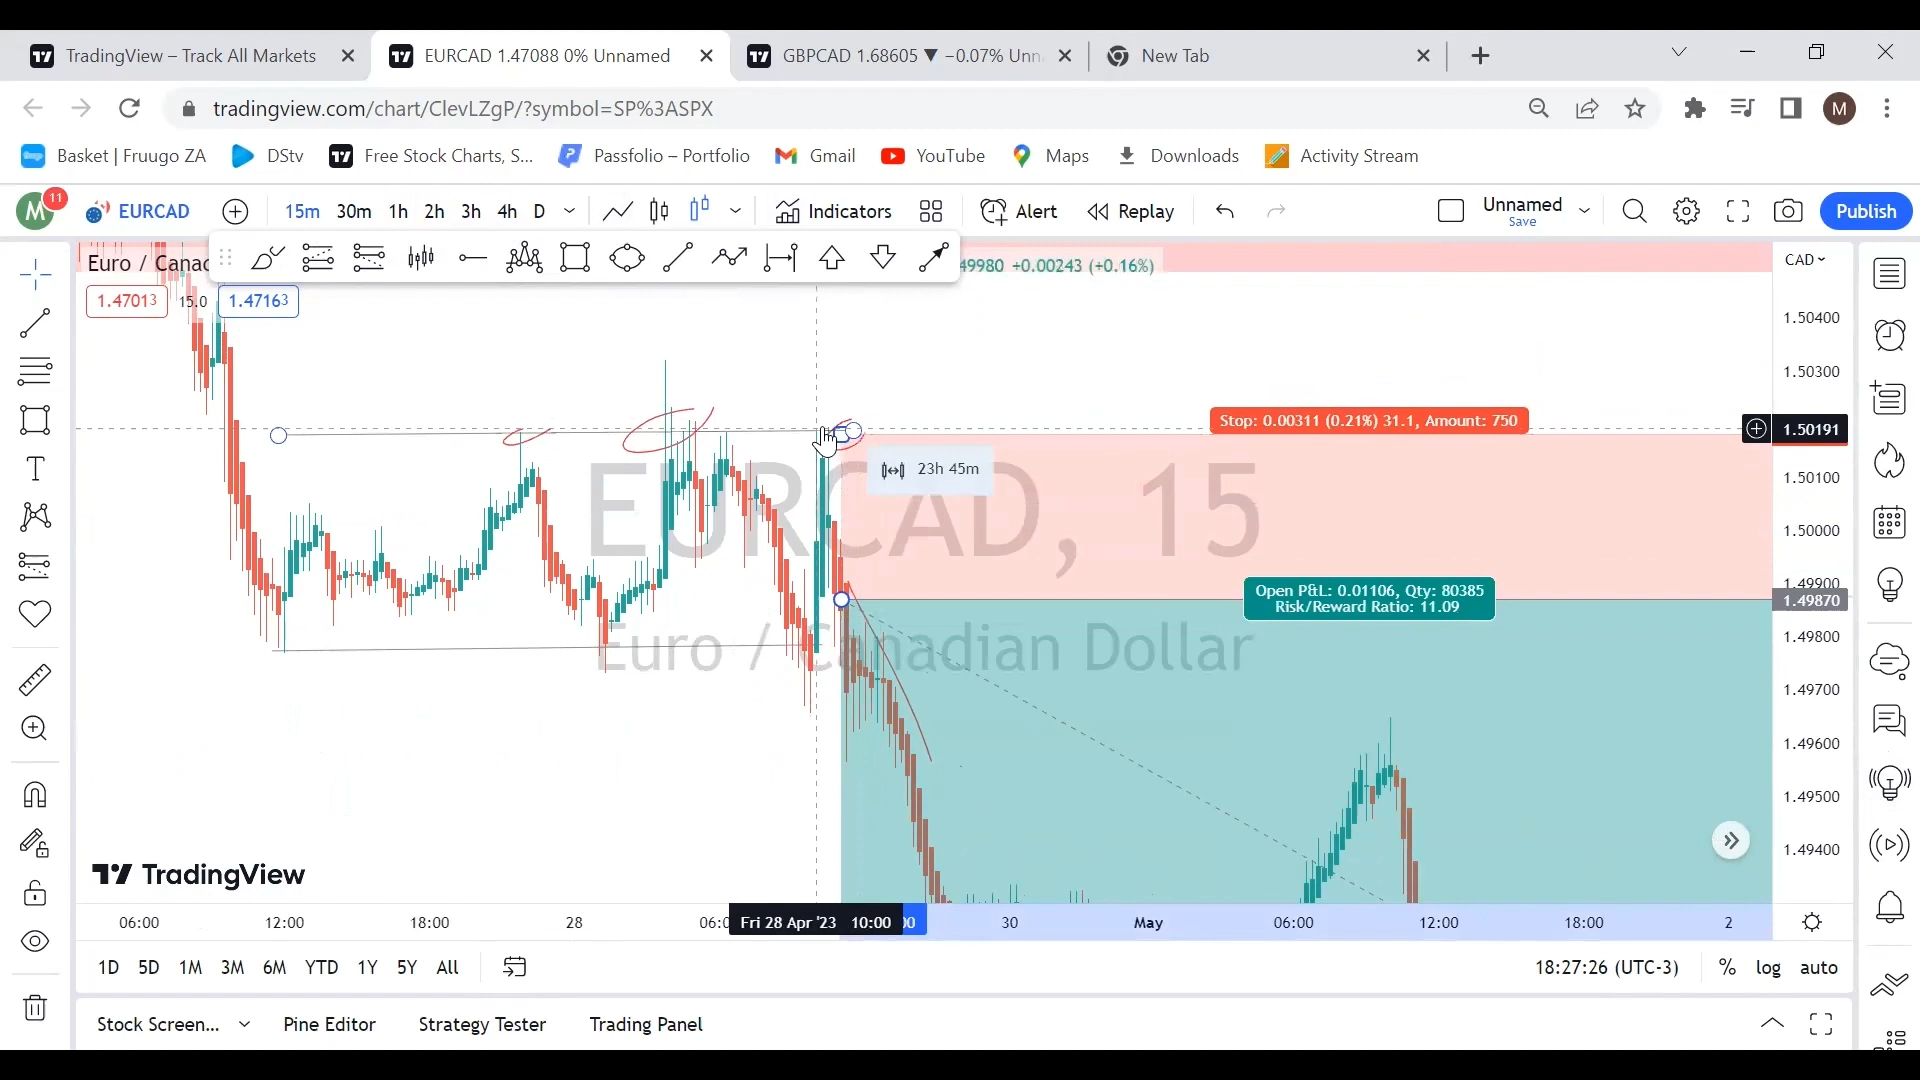 TradingView – Track All Markets
EURCAD 1.47088 0% Unnamed
GBPCAD 1.68605 ▼ −0.07% Unn
New Tab
tradingview.com/chart/ClevLZgP/?symbol=SP%3ASPX
M
Basket | Fruugo ZA
DStv
Free Stock Charts, S...
Passfolio – Portfolio
Gmail
YouTube
Maps
Downloads
Activity Stream
M 11
EURCAD
15m 30m 1h 2h 3h 4h D
Indicators
Alert
Replay
Unnamed
Save
Publish
Euro / Canad
49980 +0.00243 (+0.16%)
CAD
1.47013 15.0 1.47163
1.50400
1.50300
Stop: 0.00311 (0.21%) 31.1, Amount: 750
1.50191
23h 45m
1.50100
EURCAD, 15
1.50000
1.49900
Open P&L: 0.01106, Qty: 80385
Risk/Reward Ratio: 11.09
1.49870
Euro / Canadian Dollar
1.49800
1.49700
1.49600
1.49500
1.49400
TradingView
06:00 12:00 18:00 28 06:0 Fri 28 Apr '23 10:00 00 30 May 06:00 12:00 18:00 2
1D 5D 1M 3M 6M YTD 1Y 5Y All
18:27:26 (UTC-3) % log auto
Stock Screen... Pine Editor Strategy Tester Trading Panel